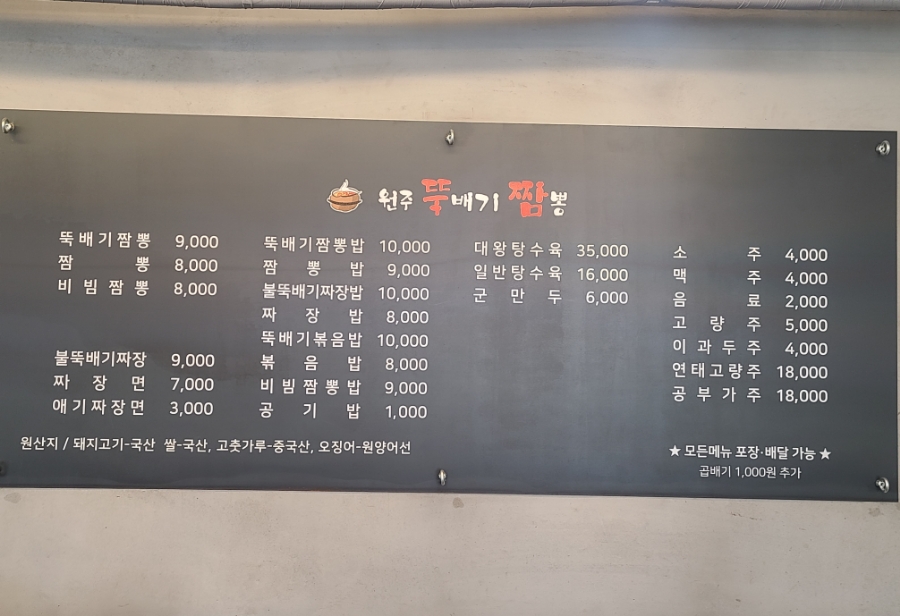 원주 뚝배기 짬뽕
뚝배기짬뽕 9,000
짬뽕 8,000
비빔짬뽕 8,000
불뚝배기짜장 9,000
짜장면 7,000
애기짜장면 3,000
뚝배기짬뽕밥 10,000
짬뽕밥 9,000
불뚝배기짜장밥 10,000
짜장밥 8,000
뚝배기볶음밥 10,000
볶음밥 8,000
비빔짬뽕밥 9,000
공기밥 1,000
대왕탕수육 35,000
일반탕수육 16,000
군만두 6,000
소주 4,000
맥주 4,000
음료 2,000
고량주 5,000
이과두주 4,000
연태고량주 18,000
공부가주 18,000
원산지 / 돼지고기-국산 쌀-국산, 고춧가루-중국산, 오징어-원양어선
★ 모든메뉴 포장·배달 가능 ★
곱배기 1,000원 추가